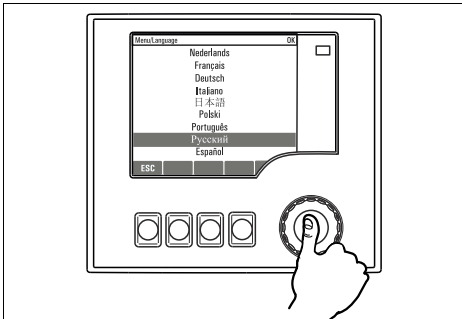 Menu/Language OK
Nederlands
Français
Deutsch
Italiano
日本語
Polski
Português
Русский
Español
ESC